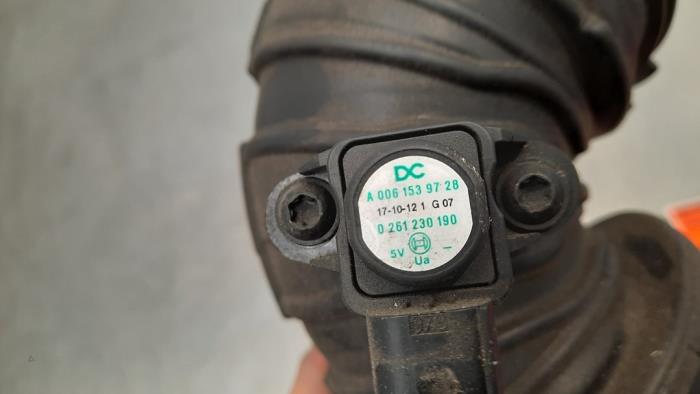 DC
A 006 153 97 28
17-10-12 1 G 07
0 261 230 190
5V –
Ua